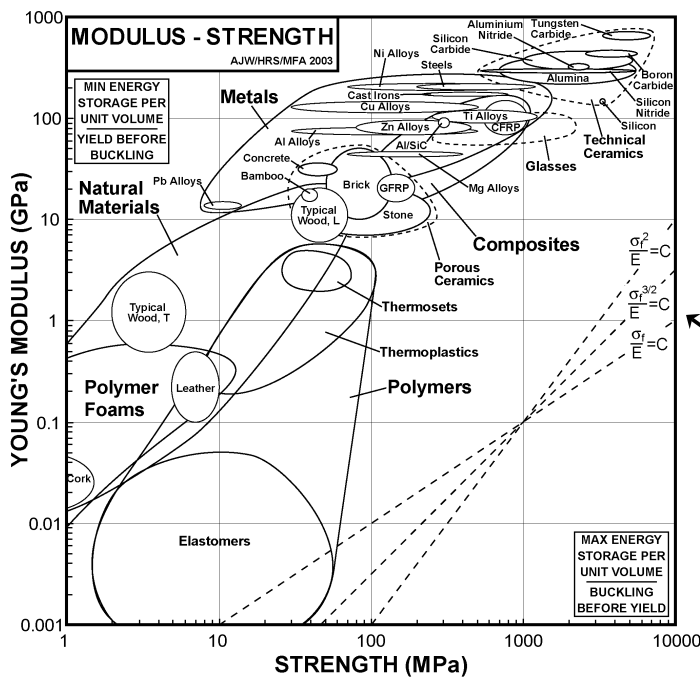 MODULUS - STRENGTH
AJW/HRS/MFA 2003
MIN ENERGY
STORAGE PER
UNIT VOLUME
YIELD BEFORE
BUCKLING
Metals
Natural
Materials
Pb Alloys
Ni Alloys
Steels
Cast Irons
Cu Alloys
Zn Alloys
Al Alloys
Al/SiC
Ti Alloys
CFRP
Mg Alloys
Aluminium
Nitride
Tungsten
Carbide
Silicon
Carbide
Alumina
Boron
Carbide
Silicon
Nitride
Silicon
Technical
Ceramics
Glasses
Concrete
Bamboo
Brick
GFRP
Stone
Typical
Wood, L
Composites
Porous
Ceramics
Typical
Wood, T
Thermosets
Thermoplastics
Polymers
Polymer
Foams
Leather
Cork
Elastomers
σf²
E =C
σf^3/2
E =C
σf
E =C
MAX ENERGY
STORAGE PER
UNIT VOLUME
BUCKLING
BEFORE YIELD
YOUNG'S MODULUS (GPa)
1000
100
10
1
0.1
0.01
0.001
1
10
100
1000
10000
STRENGTH (MPa)